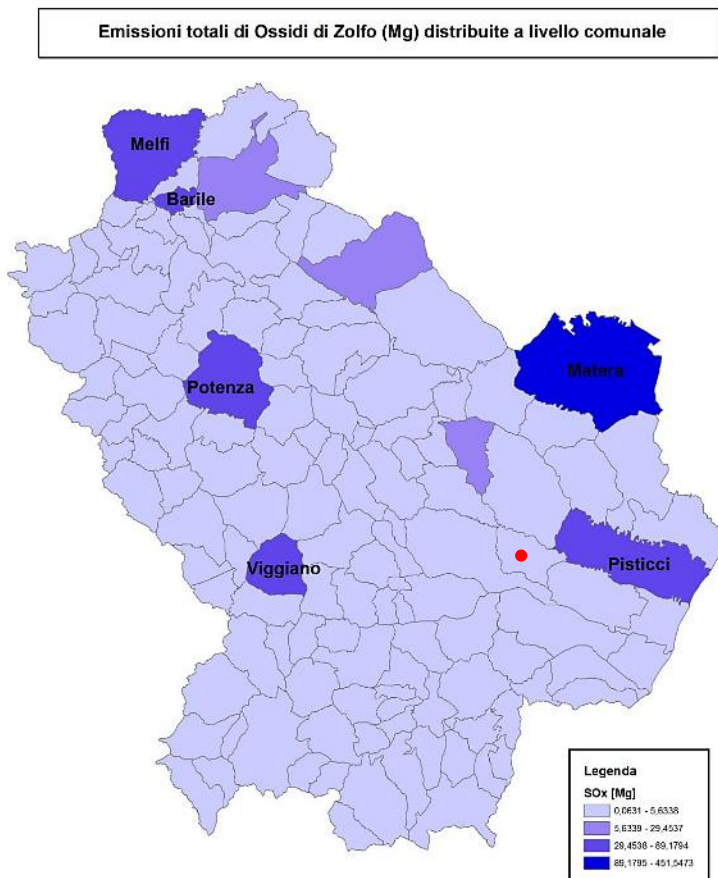 Emissioni totali di Ossidi di Zolfo (Mg) distribuite a livello comunale
Melfi
Barile
Matera
Potenza
Viggiano
Pisticci
Legenda
SOx [Mg]
0,0631 - 5,6338
5,6339 - 29,4537
29,4538 - 89,1794
89,1795 - 451,5473